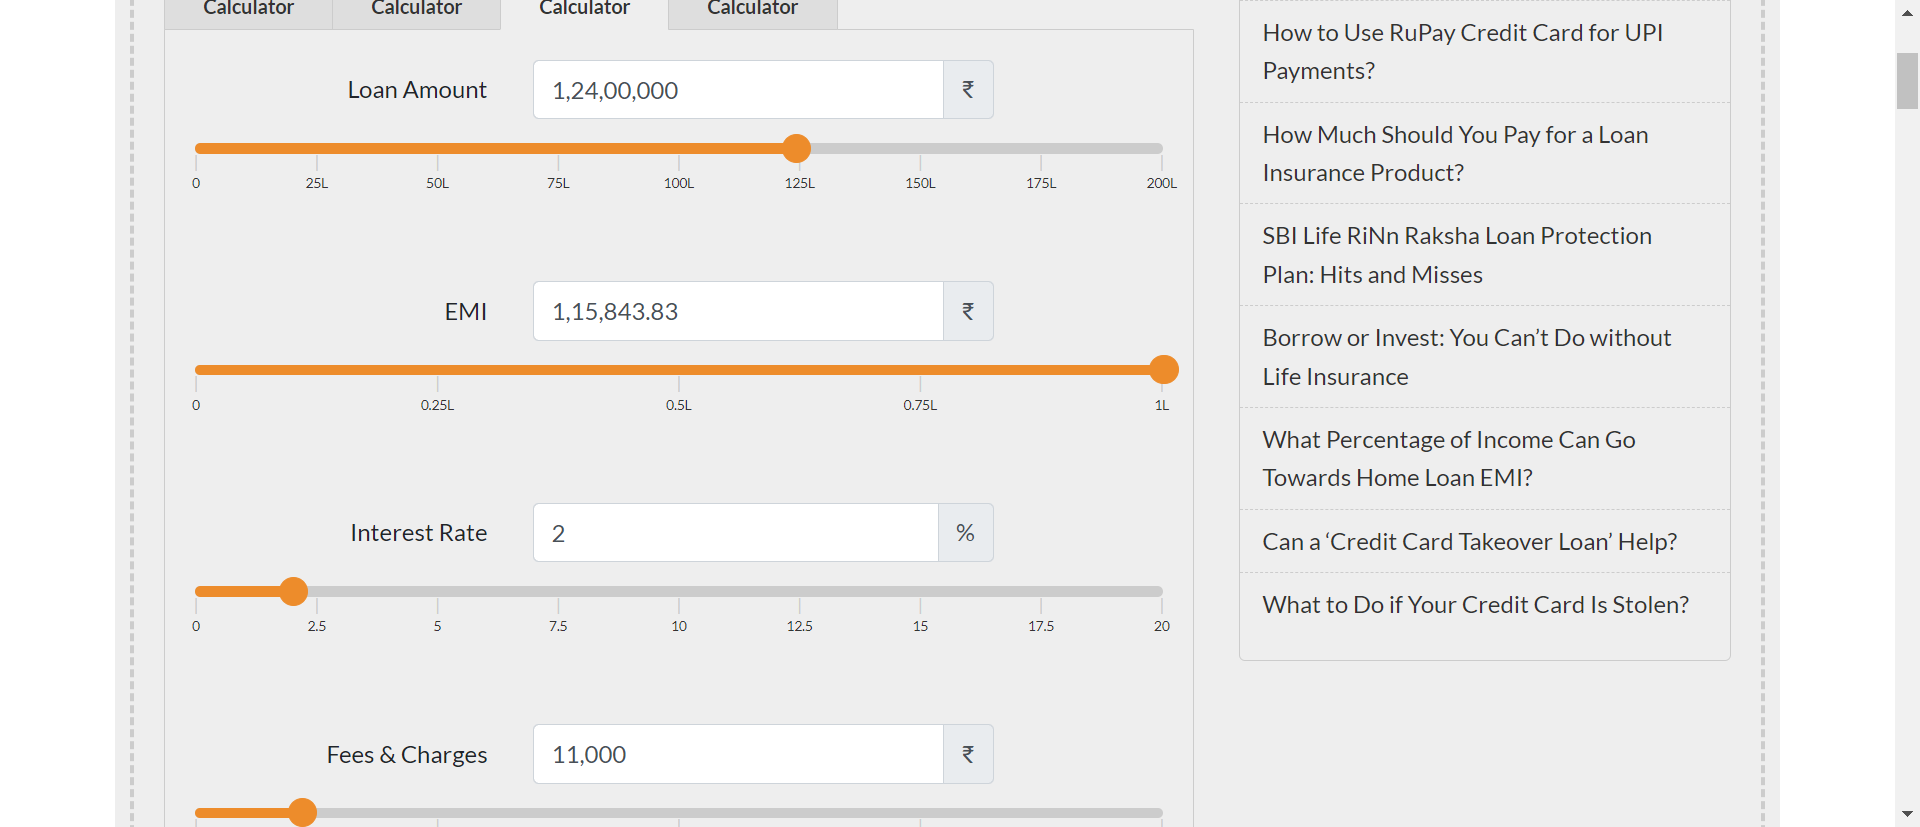 Calculator Calculator Calculator Calculator
Loan Amount 1,24,00,000 ₹
0 25L 50L 75L 100L 125L 150L 175L 200L
EMI 1,15,843.83 ₹
0 0.25L 0.5L 0.75L 1L
Interest Rate 2 %
0 2.5 5 7.5 10 12.5 15 17.5 20
Fees & Charges 11,000 ₹
How to Use RuPay Credit Card for UPI
Payments?
How Much Should You Pay for a Loan
Insurance Product?
SBI Life RiNn Raksha Loan Protection
Plan: Hits and Misses
Borrow or Invest: You Can’t Do without
Life Insurance
What Percentage of Income Can Go
Towards Home Loan EMI?
Can a ‘Credit Card Takeover Loan’ Help?
What to Do if Your Credit Card Is Stolen?